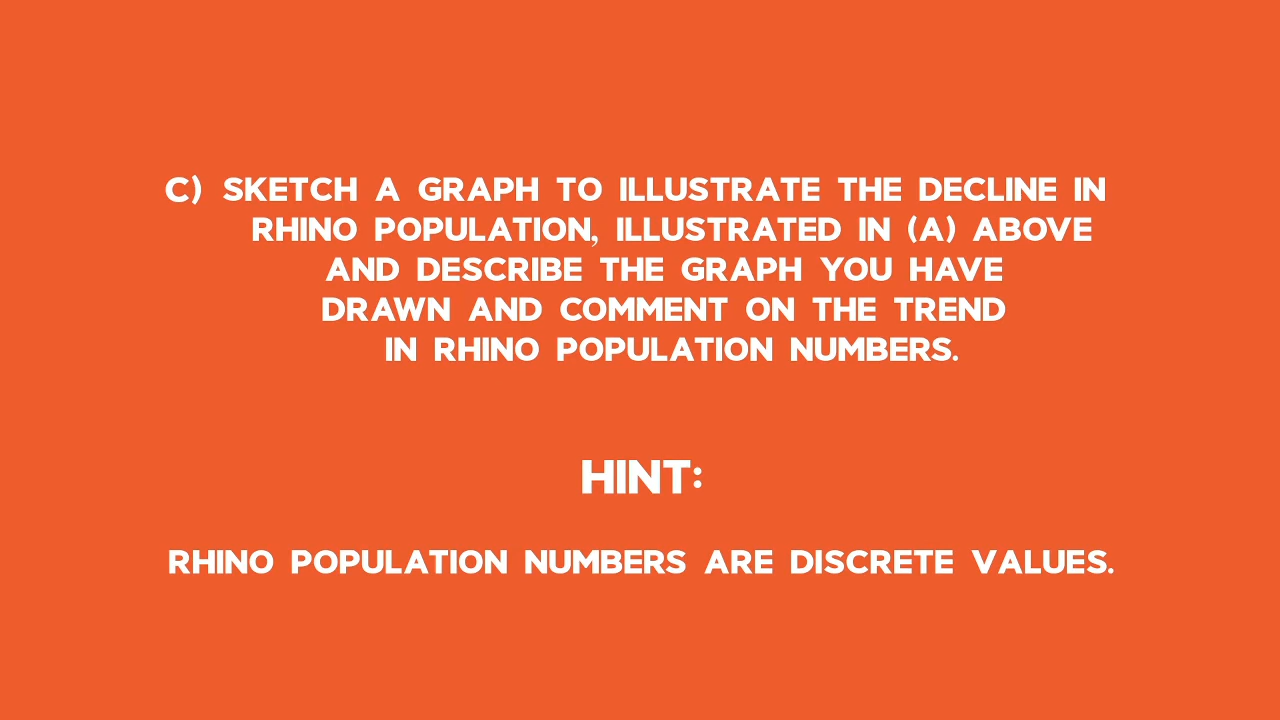 C) SKETCH A GRAPH TO ILLUSTRATE THE DECLINE IN
RHINO POPULATION, ILLUSTRATED IN (A) ABOVE
AND DESCRIBE THE GRAPH YOU HAVE
DRAWN AND COMMENT ON THE TREND
IN RHINO POPULATION NUMBERS.
HINT:
RHINO POPULATION NUMBERS ARE DISCRETE VALUES.